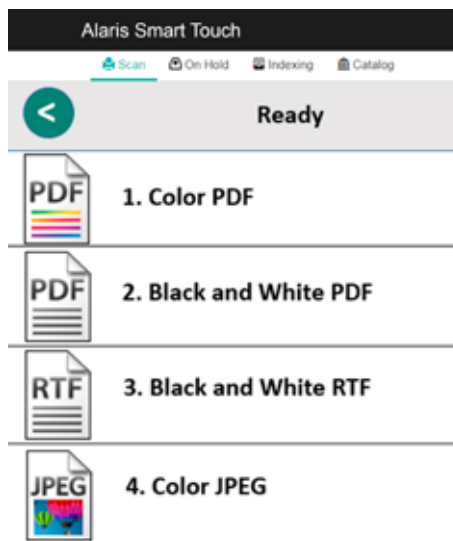 Alaris Smart Touch
Scan On Hold Indexing Catalog
< Ready
PDF 1. Color PDF
PDF 2. Black and White PDF
RTF 3. Black and White RTF
JPEG 4. Color JPEG